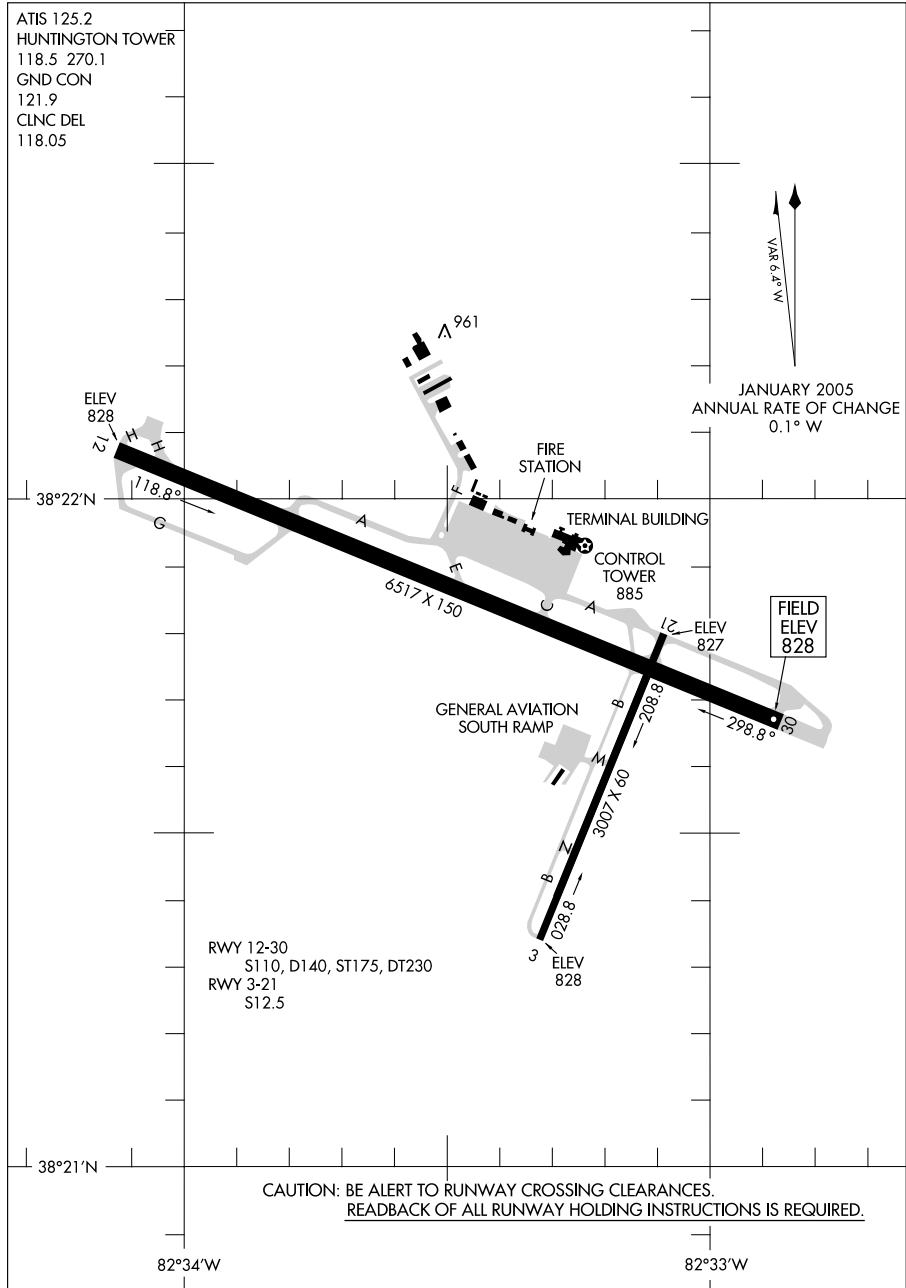 ATIS 125.2
HUNTINGTON TOWER
118.5 270.1
GND CON
121.9
CLNC DEL
118.05
VAR 6.4° W
JANUARY 2005
ANNUAL RATE OF CHANGE
0.1° W
961
ELEV
828
12
H
H
118.8°
G
38°22'N
A
F
FIRE
STATION
TERMINAL BUILDING
CONTROL
TOWER
885
E
6517 X 150
C
A
21
ELEV
827
FIELD
ELEV
828
GENERAL AVIATION
SOUTH RAMP
B
208.8
298.8°
30
M
3007 X 60
N
B
028.8
3
ELEV
828
RWY 12-30
S110, D140, ST175, DT230
RWY 3-21
S12.5
38°21'N
CAUTION: BE ALERT TO RUNWAY CROSSING CLEARANCES.
READBACK OF ALL RUNWAY HOLDING INSTRUCTIONS IS REQUIRED.
82°34'W
82°33'W